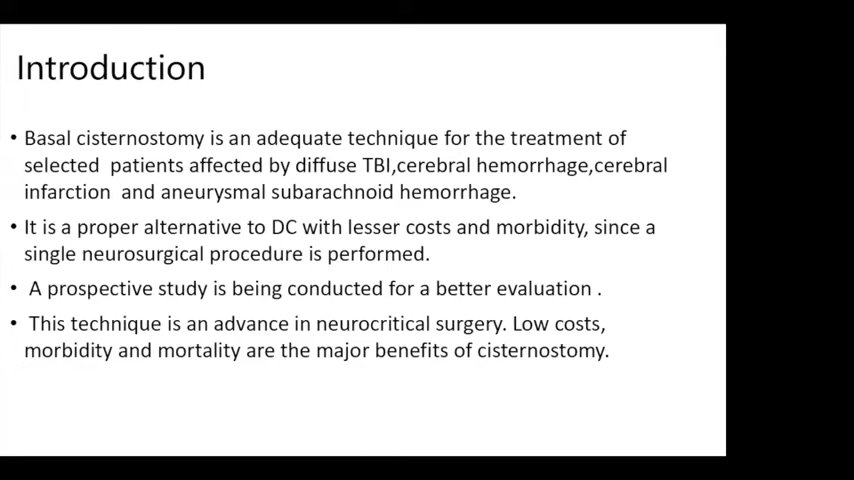 Introduction
• Basal cisternostomy is an adequate technique for the treatment of
selected  patients affected by diffuse TBI,cerebral hemorrhage,cerebral
infarction  and aneurysmal subarachnoid hemorrhage.
• It is a proper alternative to DC with lesser costs and morbidity, since a
single neurosurgical procedure is performed.
•  A prospective study is being conducted for a better evaluation .
•  This technique is an advance in neurocritical surgery. Low costs,
morbidity and mortality are the major benefits of cisternostomy.